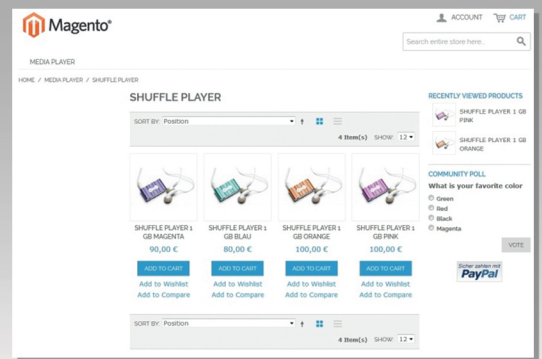 Magento®
ACCOUNT
CART
Search entire store here...
MEDIA PLAYER
HOME / MEDIA PLAYER / SHUFFLE PLAYER
SHUFFLE PLAYER
SORT BY: Position
4 Item(s) SHOW: 12
SHUFFLE PLAYER 1
GB MAGENTA
90,00 €
ADD TO CART
Add to Wishlist
Add to Compare
SHUFFLE PLAYER 1
GB BLAU
80,00 €
ADD TO CART
Add to Wishlist
Add to Compare
SHUFFLE PLAYER 1
GB ORANGE
100,00 €
ADD TO CART
Add to Wishlist
Add to Compare
SHUFFLE PLAYER 1
GB PINK
100,00 €
ADD TO CART
Add to Wishlist
Add to Compare
SORT BY: Position
4 Item(s) SHOW: 12
RECENTLY VIEWED PRODUCTS
SHUFFLE PLAYER 1 GB
PINK
SHUFFLE PLAYER 1 GB
ORANGE
COMMUNITY POLL
What is your favorite color
Green
Red
Black
Magenta
VOTE
Sicher zahlen mit
PayPal